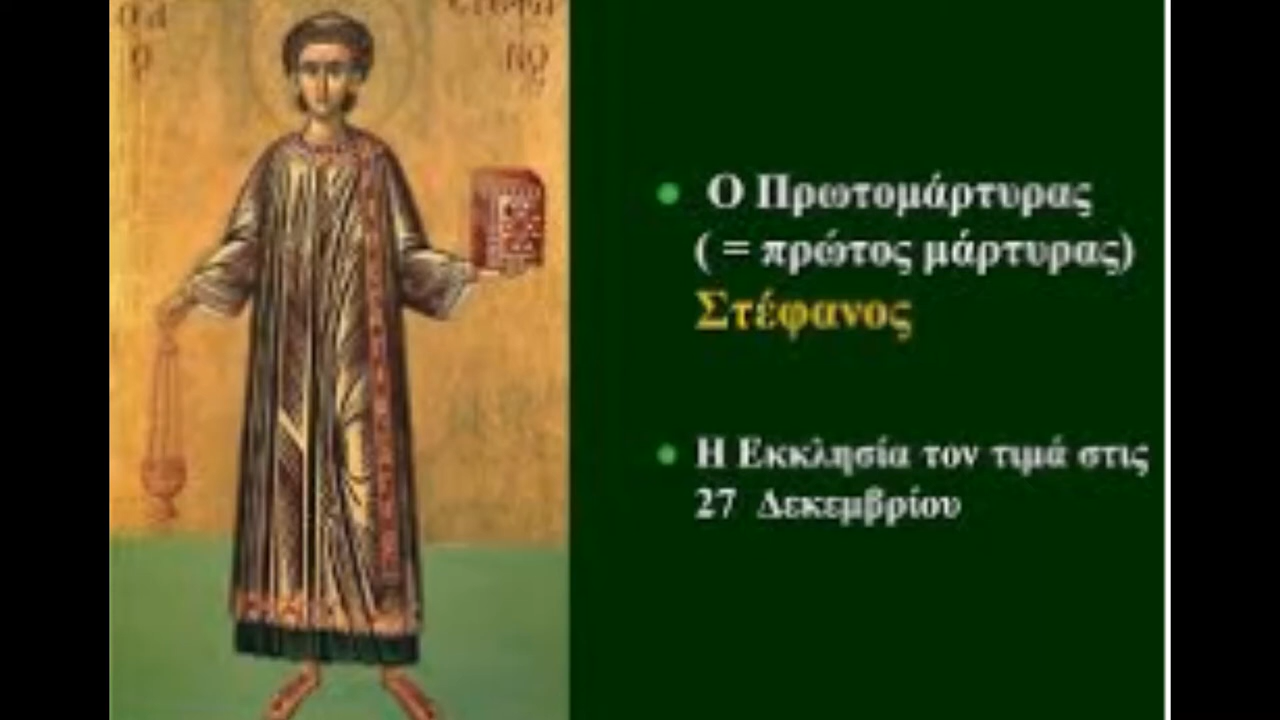 Ο Πρωτομάρτυρας
( = πρώτος μάρτυρας)
Στέφανος
Η Εκκλησία τον τιμά στις
27 Δεκεμβρίου